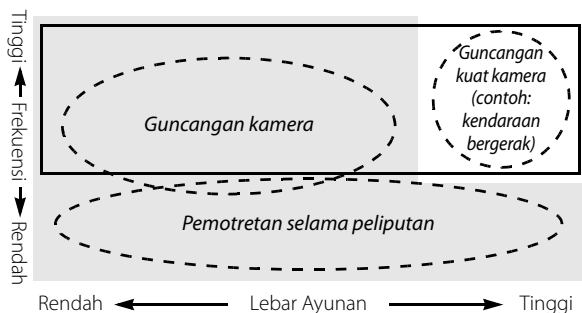 Tinggi
Frekuensi
Rendah
Guncangan kamera
Guncangan
kuat kamera
(contoh:
kendaraan
bergerak)
Pemotretan selama peliputan
Rendah
Lebar Ayunan
Tinggi